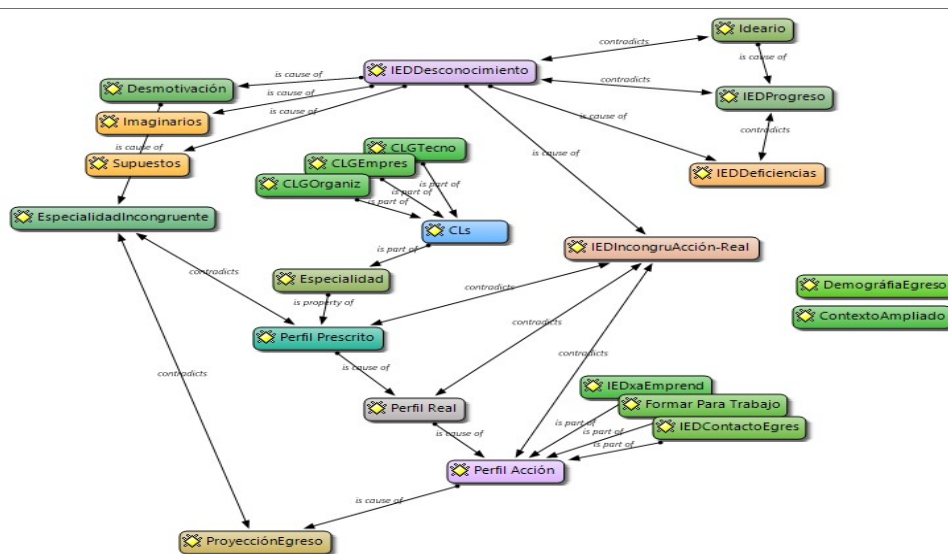 Ideario
contradicts
is cause of
IEDDesconocimiento
is cause of
contradicts
Desmotivación
is cause of
IEDProgreso
Imaginarios
is cause of
is cause of
contradicts
is cause of
CLGTecno
is cause of
Supuestos
CLGEmpres
IEDDeficiencias
CLGOrganiz
is part of
is part of
is part of
EspecialidadIncongruente
CLs
IEDIncongruAcción-Real
is part of
contradicts
Especialidad
DemográfiaEgreso
contradicts
is property of
ContextoAmpliado
Perfil Prescrito
contradicts
is cause of
contradicts
contradicts
IEDxaEmprend
Perfil Real
Formar Para Trabajo
is part of
IEDContactoEgres
is cause of
is part of
is part of
Perfil Acción
is cause of
ProyecciónEgreso